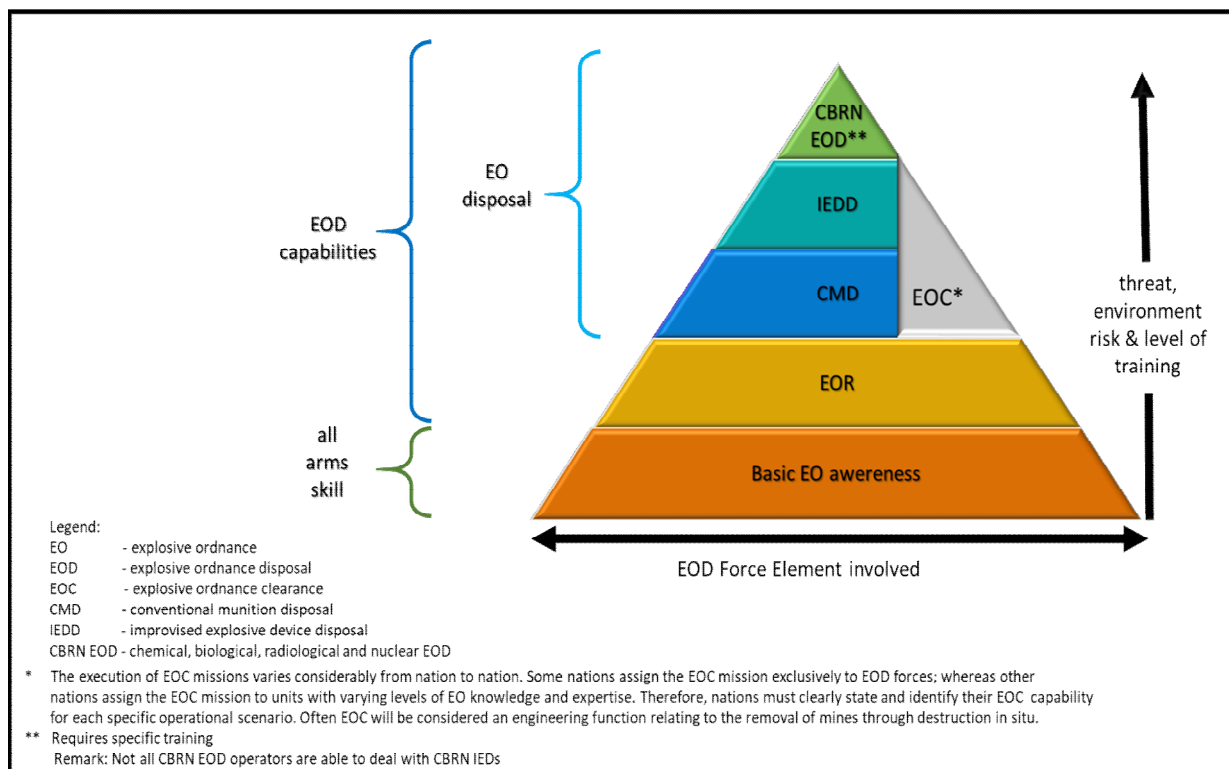 CBRN
EOD**
EO
disposal
IEDD
EOD
capabilities
CMD
EOC*
threat,
environment
risk & level of
training
EOR
all
arms
skill
Basic EO awereness
EOD Force Element involved
Legend:
EO - explosive ordnance
EOD - explosive ordnance disposal
EOC - explosive ordnance clearance
CMD - conventional munition disposal
IEDD - improvised explosive device disposal
CBRN EOD - chemical, biological, radiological and nuclear EOD
* The execution of EOC missions varies considerably from nation to nation. Some nations assign the EOC mission exclusively to EOD forces; whereas other
nations assign the EOC mission to units with varying levels of EO knowledge and expertise. Therefore, nations must clearly state and identify their EOC capability
for each specific operational scenario. Often EOC will be considered an engineering function relating to the removal of mines through destruction in situ.
** Requires specific training
Remark: Not all CBRN EOD operators are able to deal with CBRN IEDs